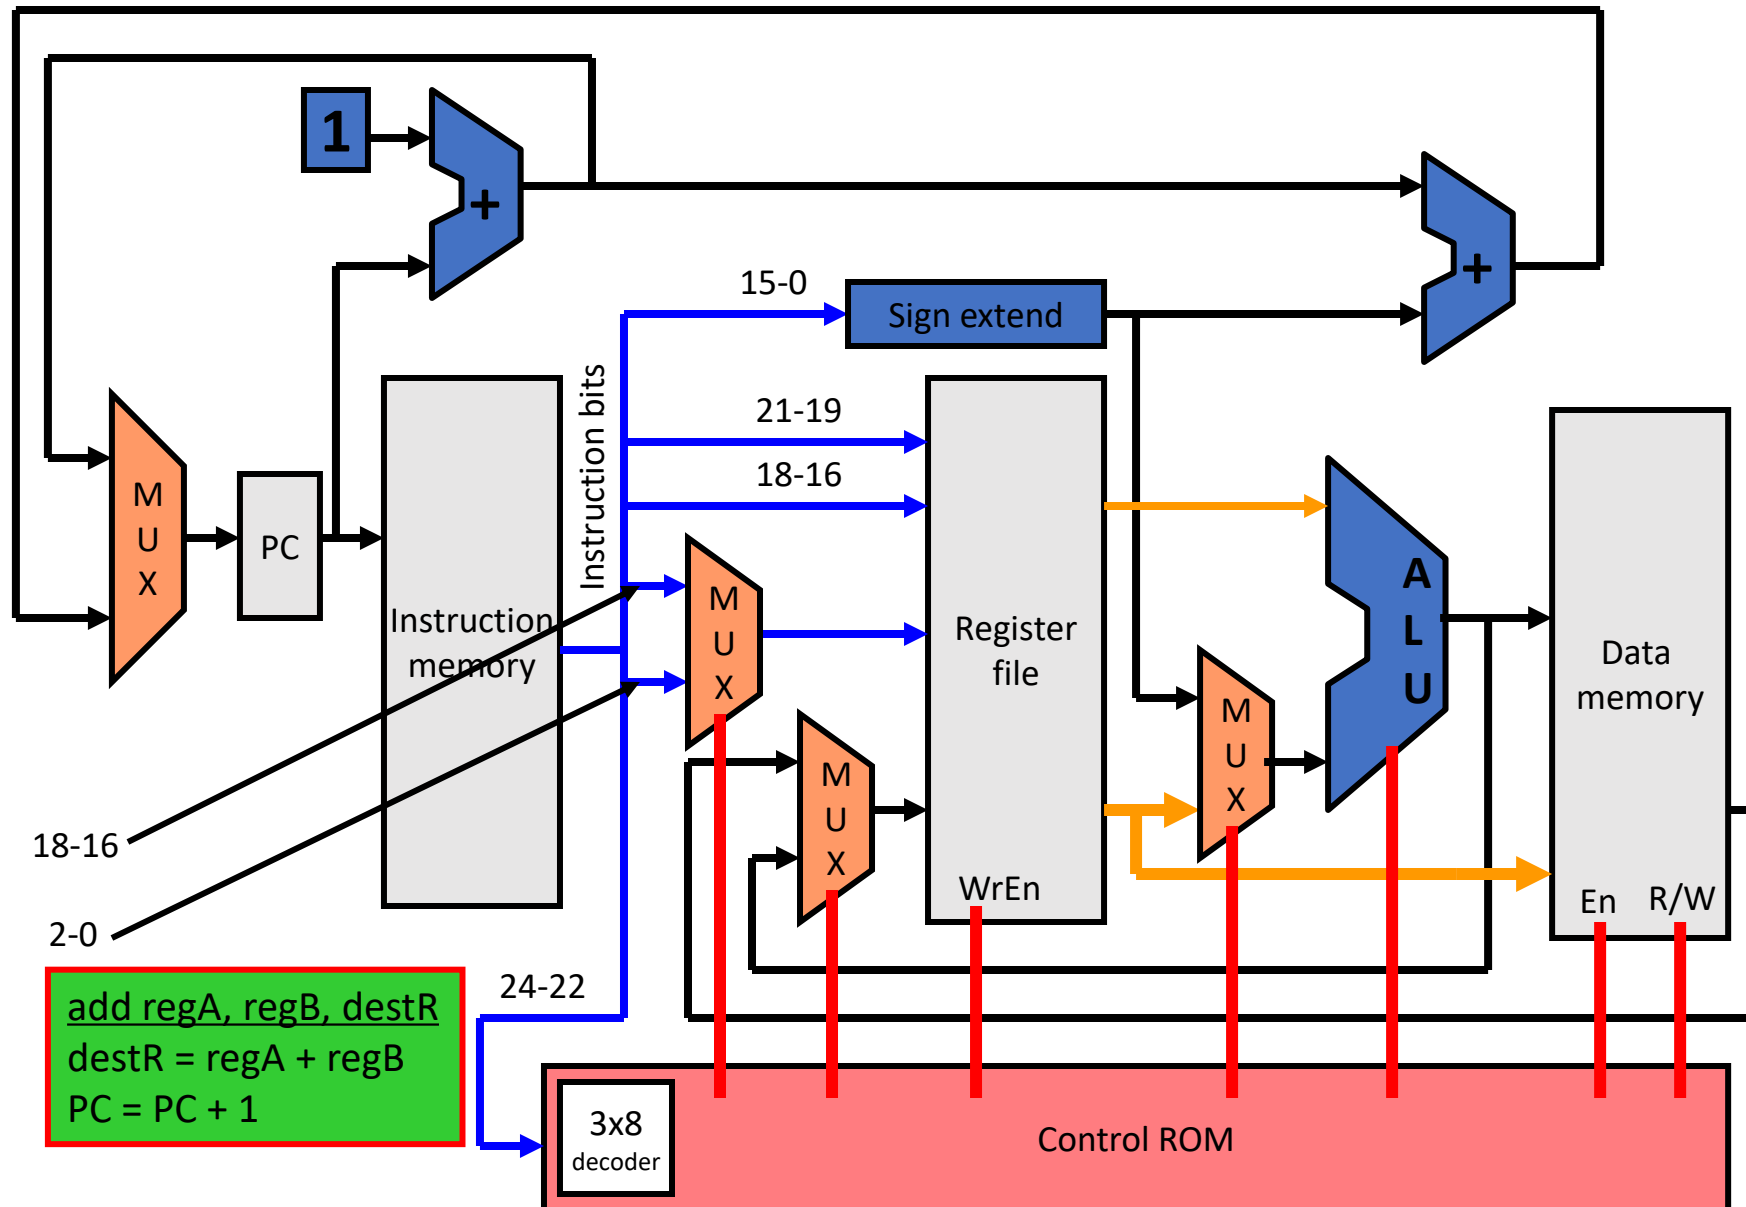 1
+
+
15-0
Sign extend
Instruction bits
21-19
18-16
M
U
X
PC
Instruction
memory
M
U
X
Register
file
WrEn
M
U
X
M
U
X
A
L
U
Data
memory
En
R/W
18-16
2-0
24-22
add regA, regB, destR
destR = regA + regB
PC = PC + 1
3x8
decoder
Control ROM